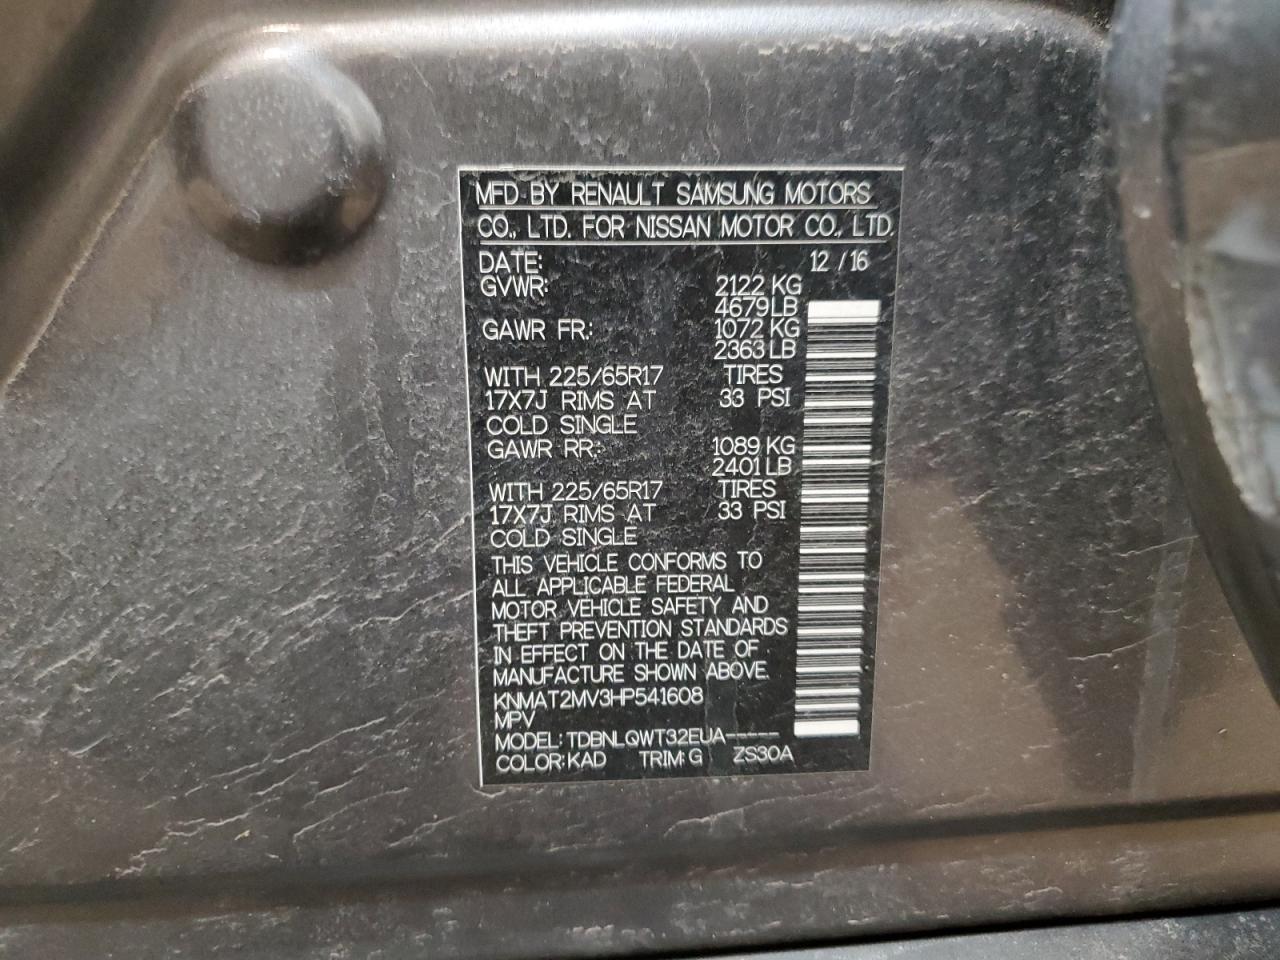 MFD BY RENAULT SAMSUNG MOTORS
CO., LTD. FOR NISSAN MOTOR CO., LTD.
DATE: 12 / 16
GVWR: 2122 KG
4679 LB
GAWR FR.: 1072 KG
2363 LB
WITH 225/65R17 TIRES
17X7J RIMS AT 33 PSI
COLD SINGLE
GAWR RR: 1089 KG
2401 LB
WITH 225/65R17 TIRES
17X7J RIMS AT 33 PSI
COLD SINGLE
THIS VEHICLE CONFORMS TO
ALL APPLICABLE FEDERAL
MOTOR VEHICLE SAFETY AND
THEFT PREVENTION STANDARDS
IN EFFECT ON THE DATE OF
MANUFACTURE SHOWN ABOVE.
KNMAT2MV3HP541608
MPV
MODEL: TDBNLQWT32EUA-----
COLOR: KAD TRIM: G ZS30A